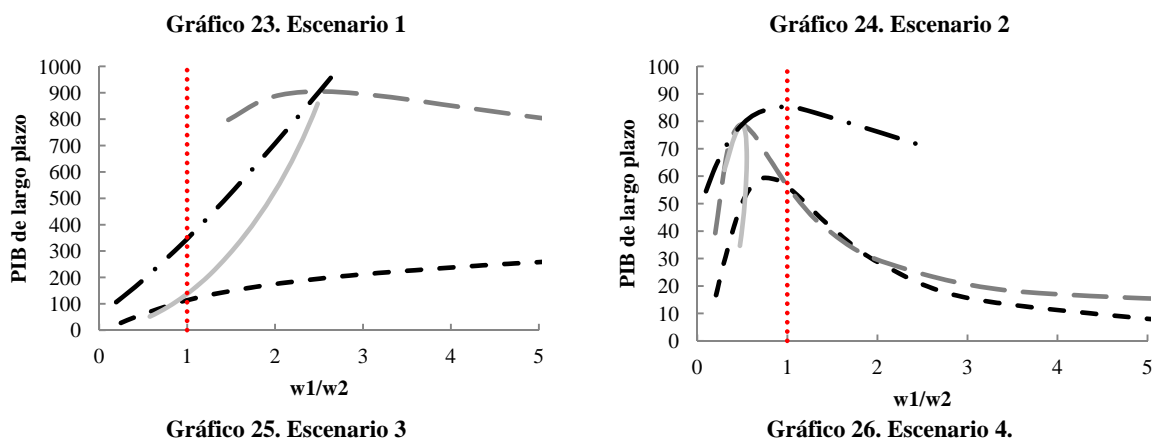 Gráfico 23. Escenario 1
PIB de largo plazo
1000
900
800
700
600
500
400
300
200
100
0
0 1 2 3 4 5
w1/w2
Gráfico 24. Escenario 2
PIB de largo plazo
100
90
80
70
60
50
40
30
20
10
0
0 1 2 3 4 5
w1/w2
Gráfico 25. Escenario 3
Gráfico 26. Escenario 4.